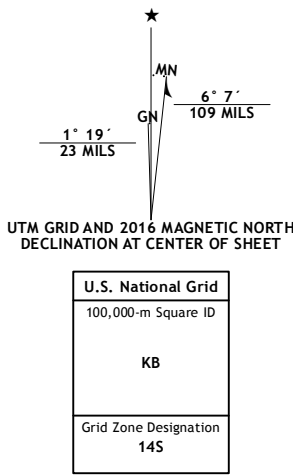 ★
MN
GN
6° 7´
109 MILS
1° 19´
23 MILS
UTM GRID AND 2016 MAGNETIC NORTH
DECLINATION AT CENTER OF SHEET
U.S. National Grid
100,000-m Square ID
KB
Grid Zone Designation
14S